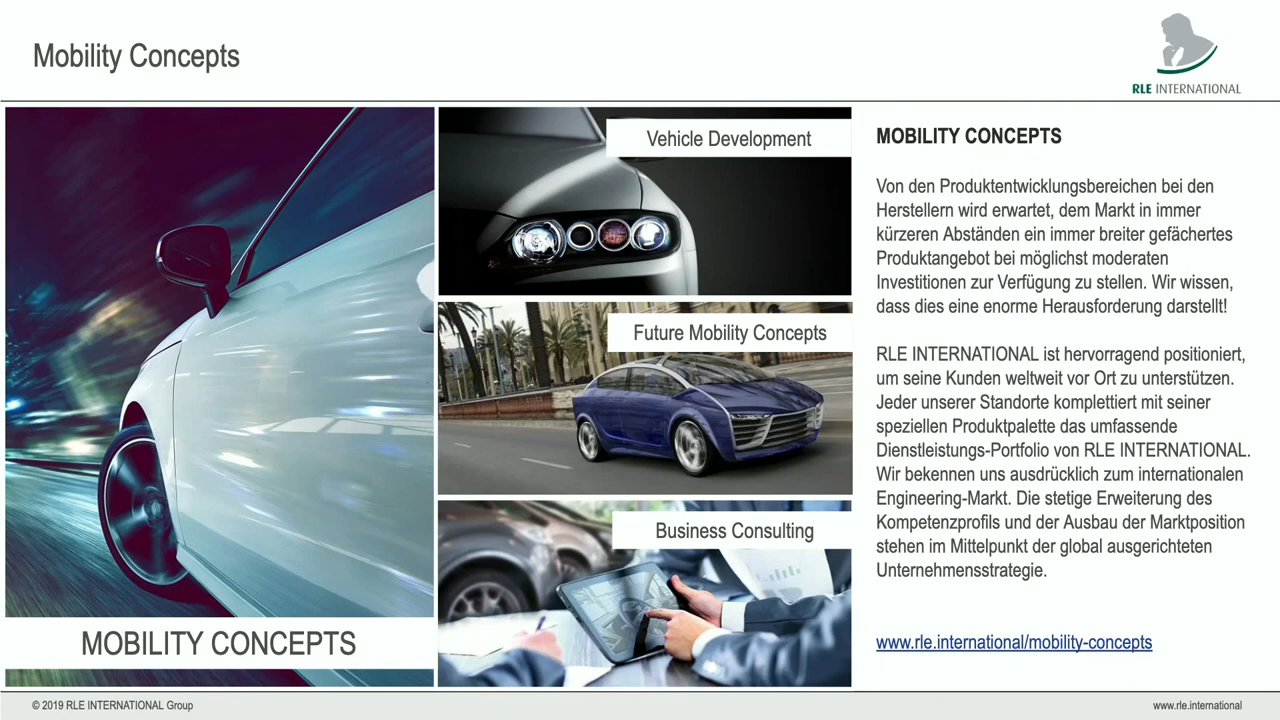 Mobility Concepts
RLE INTERNATIONAL
MOBILITY CONCEPTS
Vehicle Development
Future Mobility Concepts
Business Consulting
MOBILITY CONCEPTS
Von den Produktentwicklungsbereichen bei den
Herstellern wird erwartet, dem Markt in immer
kürzeren Abständen ein immer breiter gefächertes
Produktangebot bei möglichst moderaten
Investitionen zur Verfügung zu stellen. Wir wissen,
dass dies eine enorme Herausforderung darstellt!
RLE INTERNATIONAL ist hervorragend positioniert,
um seine Kunden weltweit vor Ort zu unterstützen.
Jeder unserer Standorte komplettiert mit seiner
speziellen Produktpalette das umfassende
Dienstleistungs-Portfolio von RLE INTERNATIONAL.
Wir bekennen uns ausdrücklich zum internationalen
Engineering-Markt. Die stetige Erweiterung des
Kompetenzprofils und der Ausbau der Marktposition
stehen im Mittelpunkt der global ausgerichteten
Unternehmensstrategie.
www.rle.international/mobility-concepts
© 2019 RLE INTERNATIONAL Group
www.rle.international